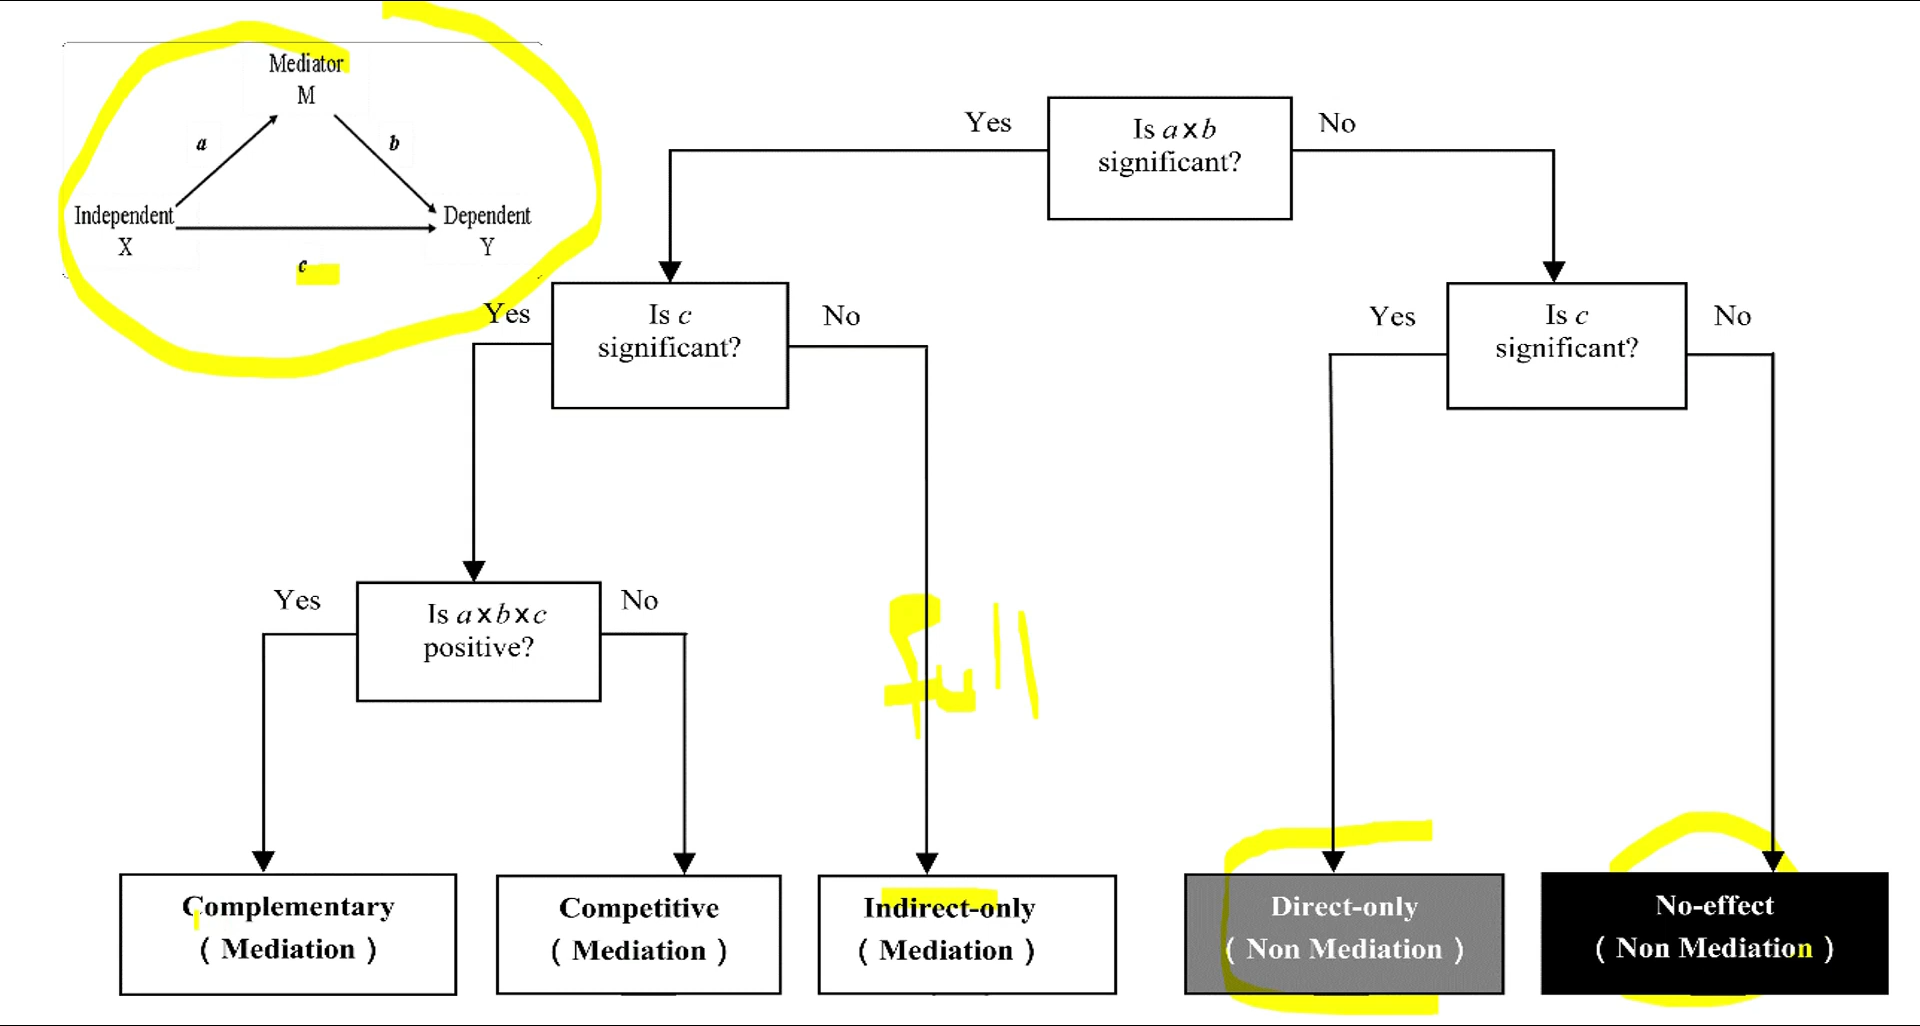 Mediator
M
a
b
Independent
X
Dependent
Y
c
Yes
Is a x b
significant?
No
Yes
Is c
significant?
No
Yes
Is c
significant?
No
Yes
Is a x b x c
positive?
No
full
Complementary
( Mediation )
Competitive
( Mediation )
Indirect-only
( Mediation )
Direct-only
( Non Mediation )
No-effect
( Non Mediation )